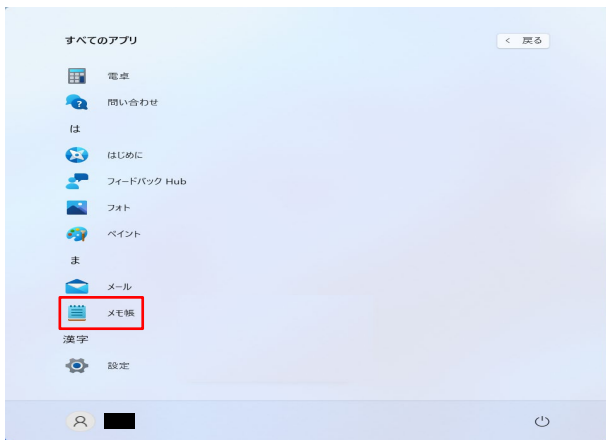 すべてのアプリ
< 戻る
電卓
問い合わせ
は
はじめに
フィードバック Hub
フォト
ペイント
ま
メール
メモ帳
漢字
設定